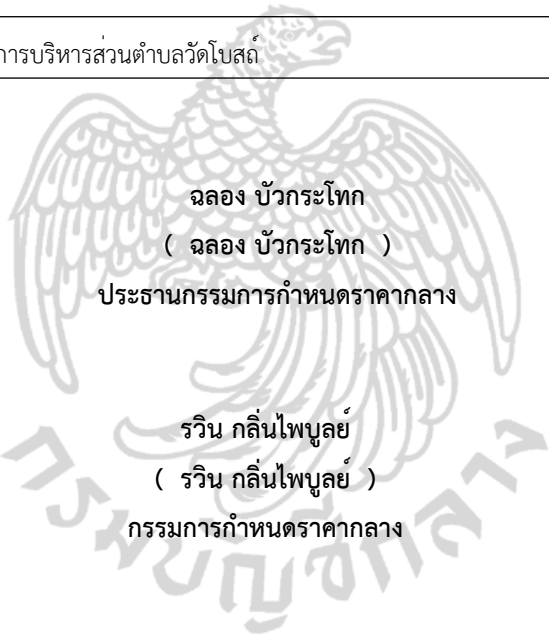 การบริหารส่วนตำบลวัดโบสถ์
ฉลอง บัวกระโทก
( ฉลอง บัวกระโทก )
ประธานกรรมการกำหนดราคากลาง
รวิน กลิ่นไพบูลย์
( รวิน กลิ่นไพบูลย์ )
กรรมการกำหนดราคากลาง
กรมบัญชีกลาง